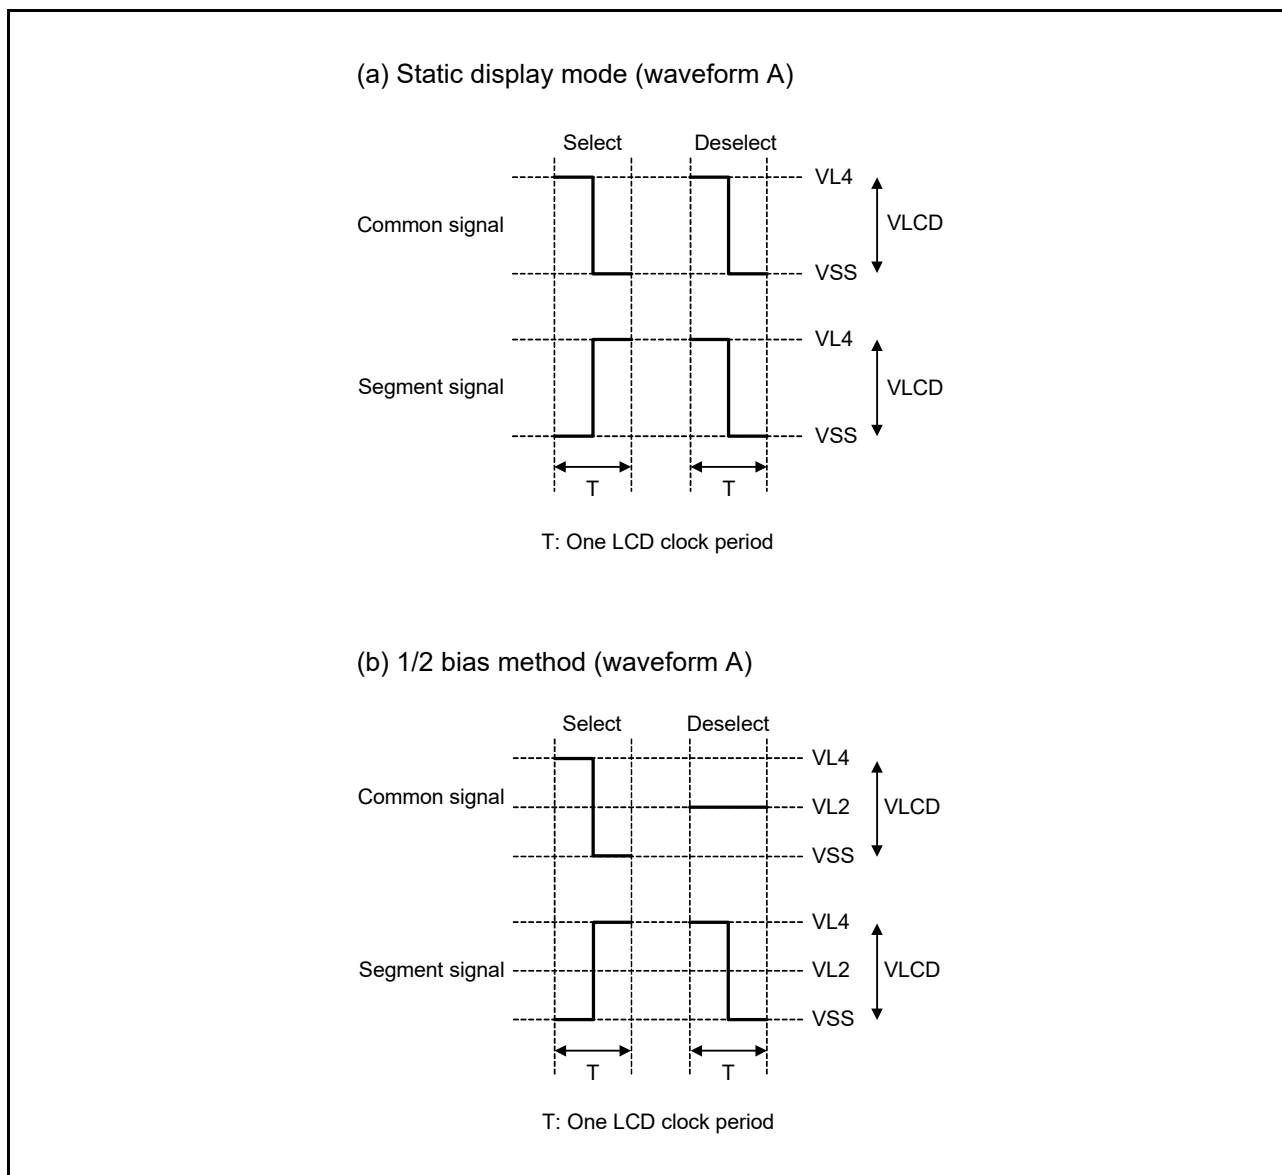 (a) Static display mode (waveform A)
Select Deselect
VL4
Common signal VLCD
VSS
VL4
Segment signal VLCD
VSS
T T
T: One LCD clock period
(b) 1/2 bias method (waveform A)
Select Deselect
VL4
Common signal VL2 VLCD
VSS
VL4
Segment signal VL2 VLCD
VSS
T T
T: One LCD clock period